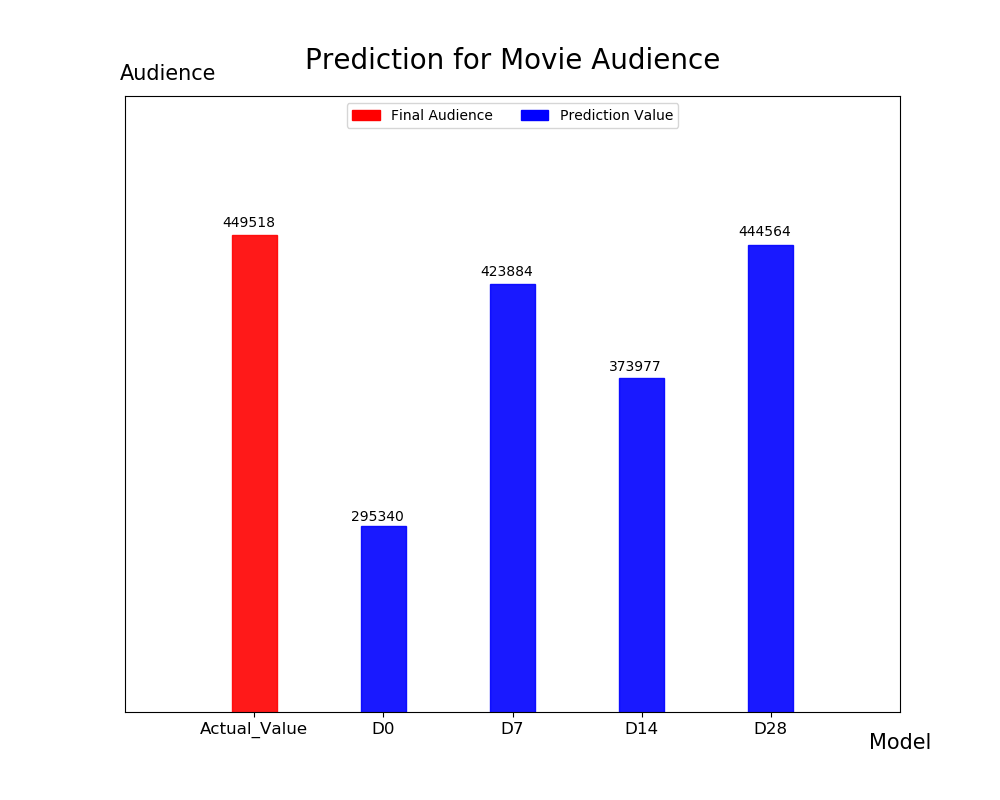 Prediction for Movie Audience
Audience
Final Audience Prediction Value
449518
444564
423884
373977
295340
Actual_Value D0 D7 D14 D28
Model